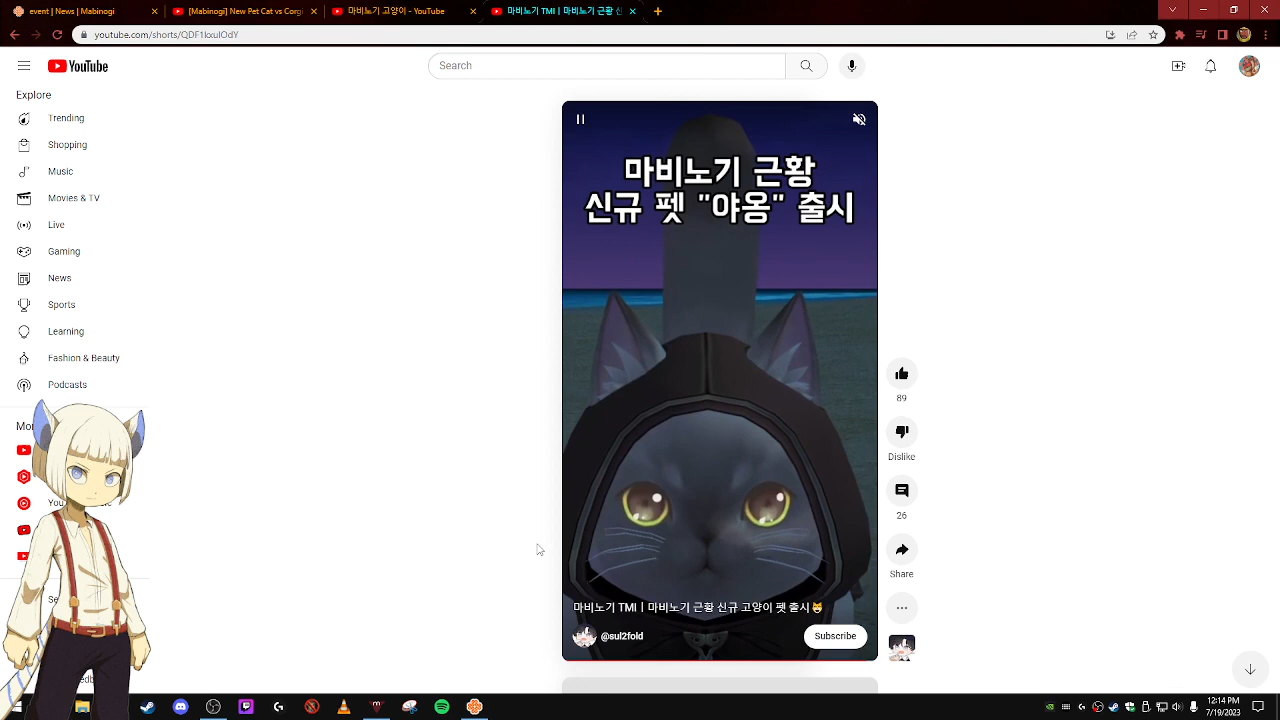 event | News | Mabinogi
[Mabinogi] New Pet Cat vs Corgi
마비노기 고양이 - YouTube
마비노기 TMI | 마비노기 근황 신
youtube.com/shorts/QDF1kxulOdY
YouTube
Search
Explore
Trending
Shopping
Music
Movies & TV
Live
Gaming
News
Sports
Learning
Fashion & Beauty
Podcasts
마비노기 근황
신규 펫 "야옹" 출시
89
Dislike
26
Share
마비노기 TMI | 마비노기 근황 신규 고양이 펫 출시
@sul2fold
Subscribe
12:14 PM
7/19/2023